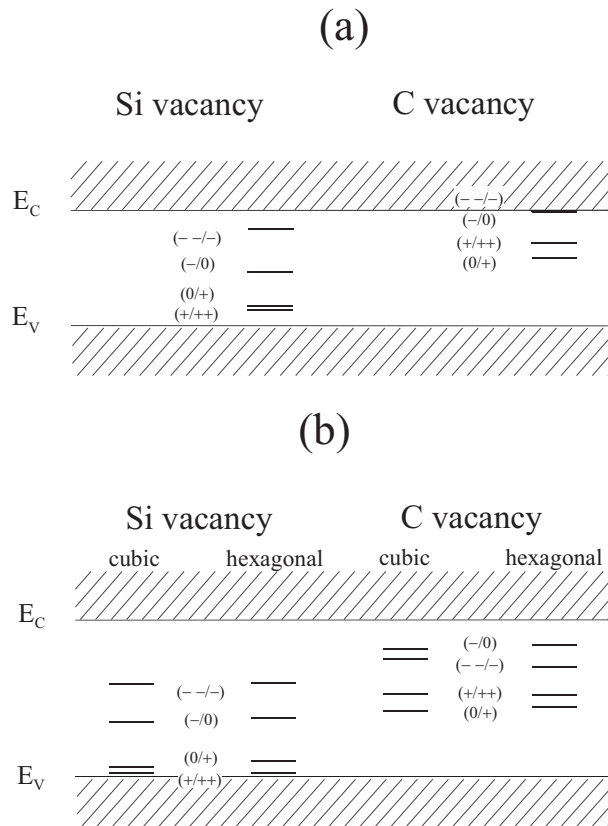 (a)
Si vacancy C vacancy
E_C
(– –/–)
(–/0)
(+/++)
(0/+)
(– –/–)
(–/0)
(0/+)
(+/++)
E_V
(b)
Si vacancy C vacancy
cubic hexagonal cubic hexagonal
E_C
(–/0)
(– –/–)
(+/++)
(0/+)
(– –/–)
(–/0)
(0/+)
(+/++)
E_V